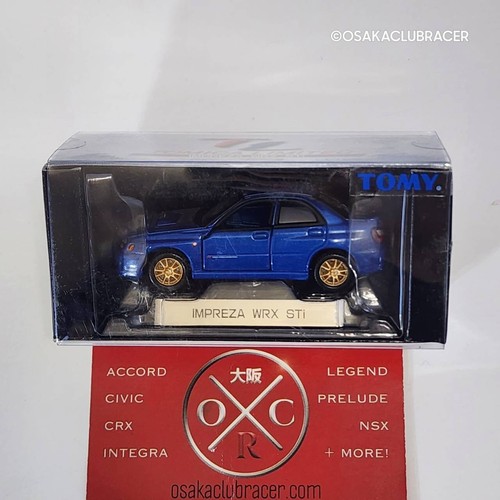 ©OSAKACLUBRACER
TOMY.
IMPREZA WRX STi
ACCORD
CIVIC
CRX
INTEGRA
大阪
O C
R
LEGEND
PRELUDE
NSX
+ MORE!
osakaclubracer.com